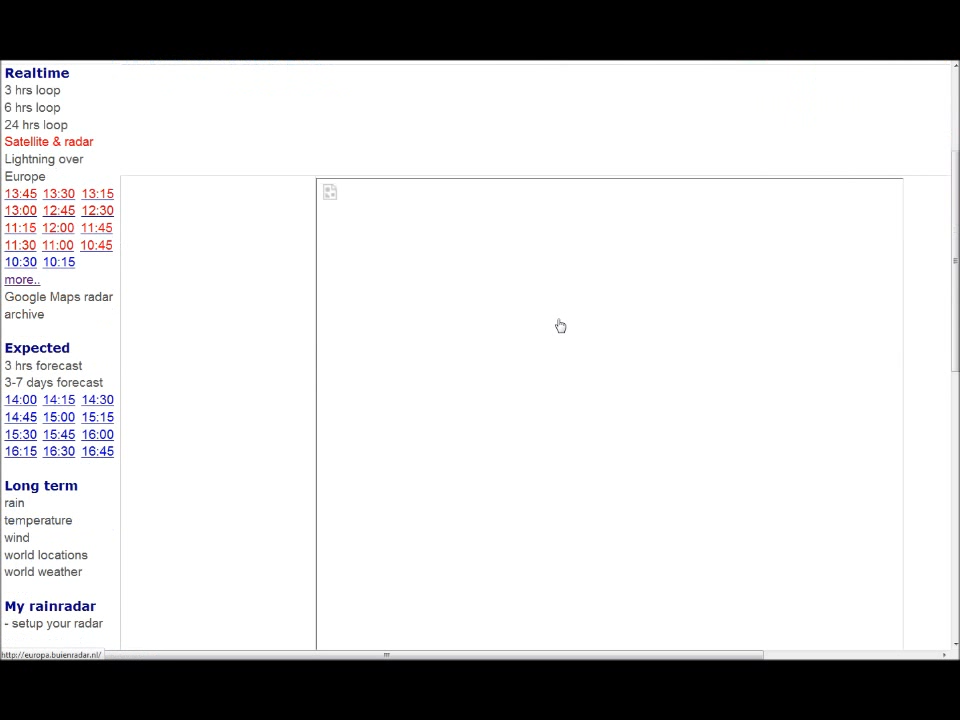 Realtime
3 hrs loop
6 hrs loop
24 hrs loop
Satellite & radar
Lightning over
Europe
13:45 13:30 13:15
13:00 12:45 12:30
11:15 12:00 11:45
11:30 11:00 10:45
10:30 10:15
more..
Google Maps radar
archive
Expected
3 hrs forecast
3-7 days forecast
14:00 14:15 14:30
14:45 15:00 15:15
15:30 15:45 16:00
16:15 16:30 16:45
Long term
rain
temperature
wind
world locations
world weather
My rainradar
- setup your radar
http://europa.buienradar.nl/